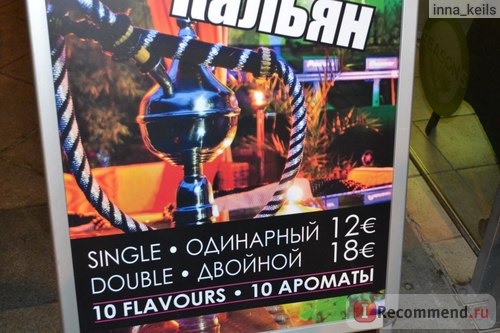 inna_keils
Кальян
SINGLE • ОДИНАРНЫЙ 12€
DOUBLE • ДВОЙНОЙ 18€
10 FLAVOURS • 10 АРОМАТЫ
I Recommend.ru